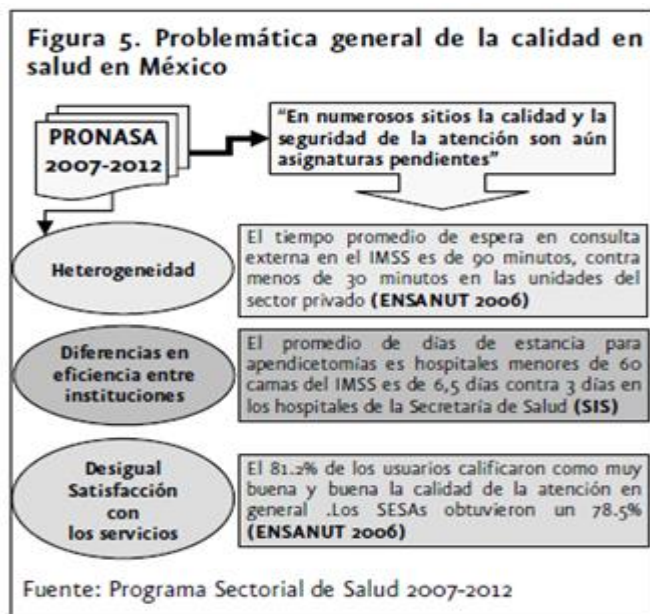 Figura 5. Problemática general de la calidad en
salud en México
PRONASA
2007-2012
“En numerosos sitios la calidad y la
seguridad de la atención son aún
asignaturas pendientes”
Heterogeneidad
El tiempo promedio de espera en consulta
externa en el IMSS es de 90 minutos, contra
menos de 30 minutos en las unidades del
sector privado (ENSANUT 2006)
Diferencias en
eficiencia entre
instituciones
El promedio de días de estancia para
apendicetomías es hospitales menores de 60
camas del IMSS es de 6,5 días contra 3 días en
los hospitales de la Secretaría de Salud (SIS)
Desigual
Satisfacción
con
los servicios
El 81.2% de los usuarios calificaron como muy
buena y buena la calidad de la atención en
general .Los SESAs obtuvieron un 78.5%
(ENSANUT 2006)
Fuente: Programa Sectorial de Salud 2007-2012